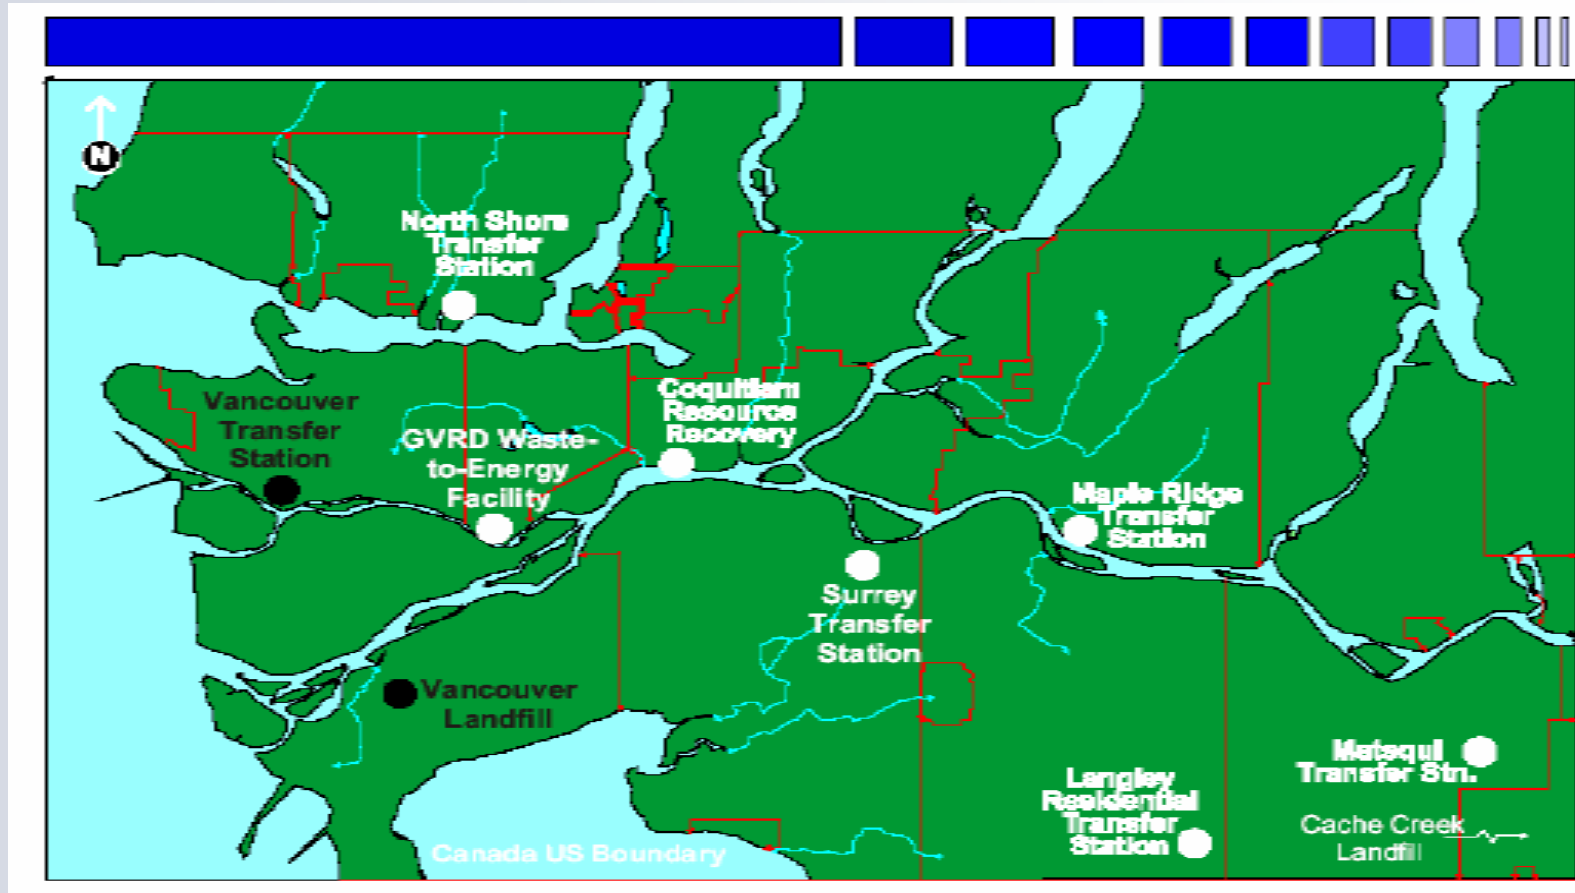 N
North Shore
Transfer
Station
Vancouver
Transfer
Station
GVRD Waste-
to-Energy
Facility
Coquitlam
Resource
Recovery
Maple Ridge
Transfer
Station
Surrey
Transfer
Station
Vancouver
Landfill
Matsqui
Transfer Stn.
Langley
Residential
Transfer
Station
Cache Creek
Landfill
Canada US Boundary